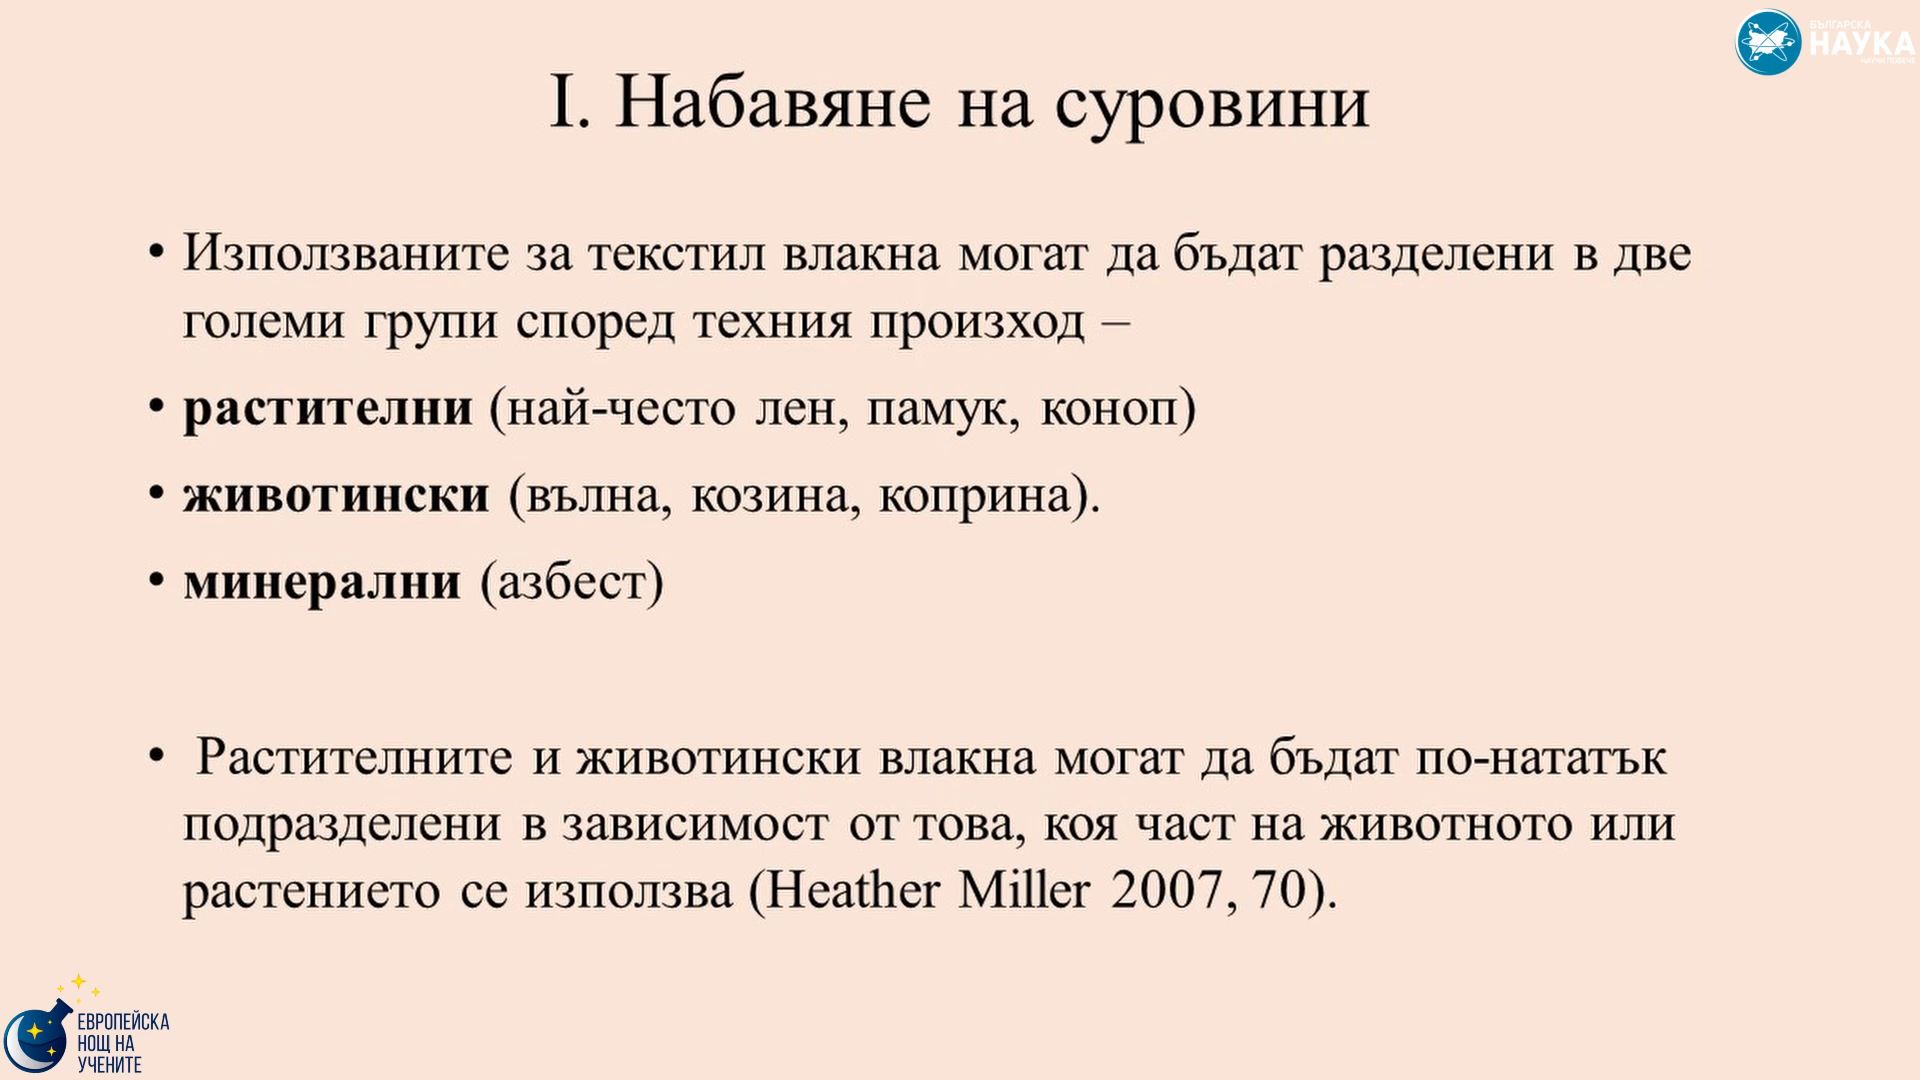 БЪЛГАРСКА
НАУКА
НАУЧИ ПОВЕЧЕ
I. Набавяне на суровини
• Използваните за текстил влакна могат да бъдат разделени в две
големи групи според техния произход –
• растителни (най-често лен, памук, коноп)
• животински (вълна, козина, коприна).
• минерални (азбест)
• Растителните и животински влакна могат да бъдат по-нататък
подразделени в зависимост от това, коя част на животното или
растението се използва (Heather Miller 2007, 70).
ЕВРОПЕЙСКА
НОЩ НА
УЧЕНИТЕ